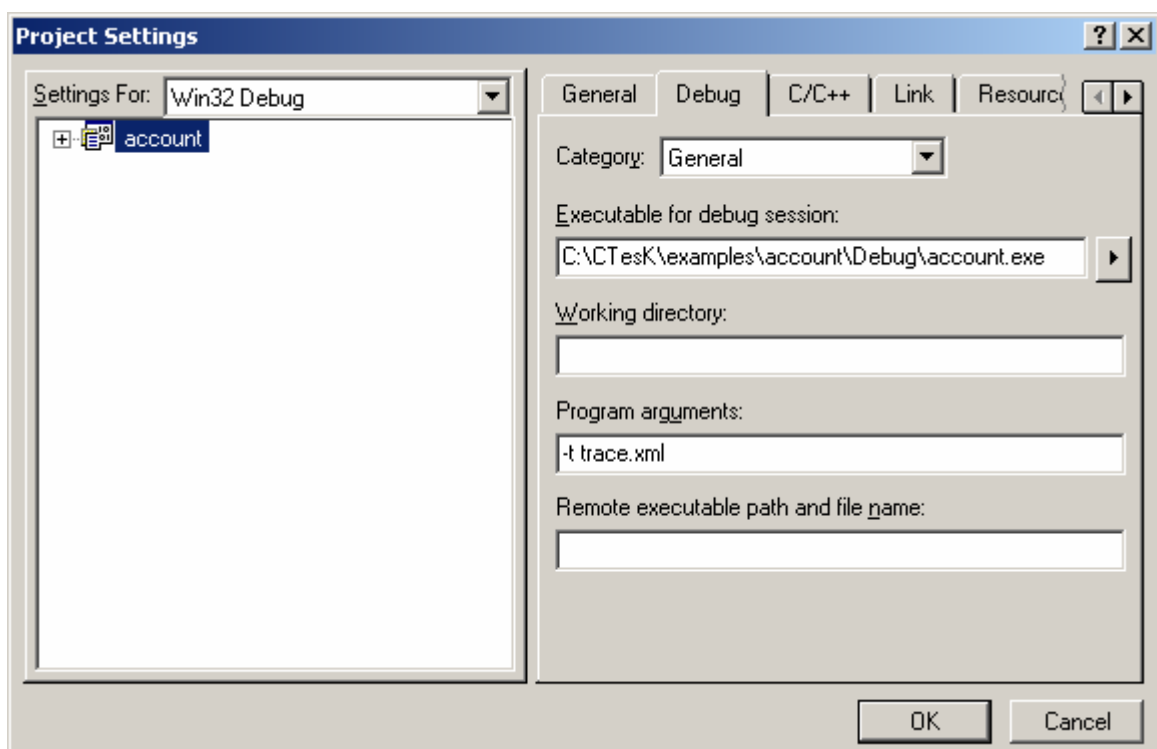 Project Settings
Settings For: Win32 Debug
account
General Debug C/C++ Link Resourc
Category: General
Executable for debug session:
C:\CTesK\examples\account\Debug\account.exe
Working directory:
Program arguments:
-t trace.xml
Remote executable path and file name:
OK Cancel